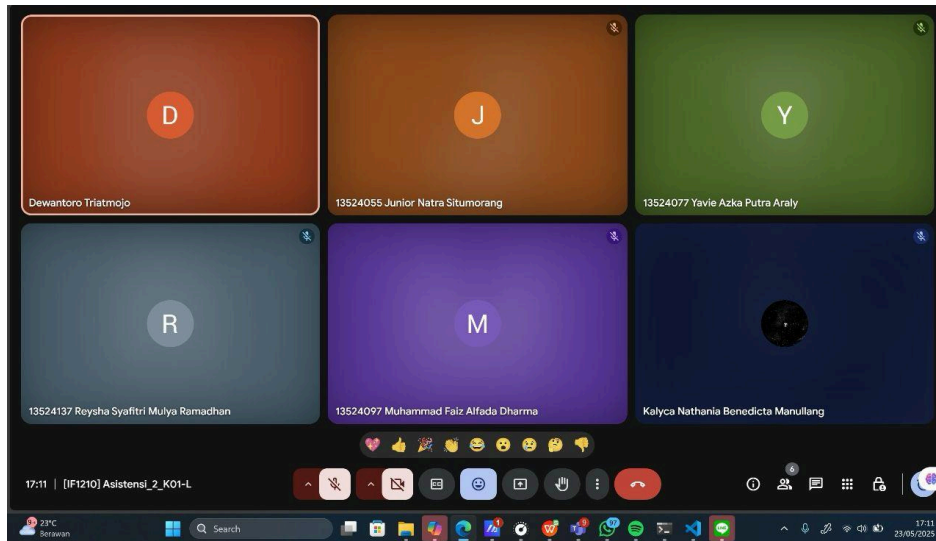 D
Dewantoro Triatmojo
J
13524055 Junior Natra Situmorang
Y
13524077 Yavie Azka Putra Araly
R
13524137 Reysha Syafitri Mulya Ramadhan
M
13524097 Muhammad Faiz Alfada Dharma
Kalyca Nathania Benedicta Manullang
17:11 | [IF1210] Asistensi_2_K01-L
6
23°C
Berawan
Search
97
17:11
23/05/2025